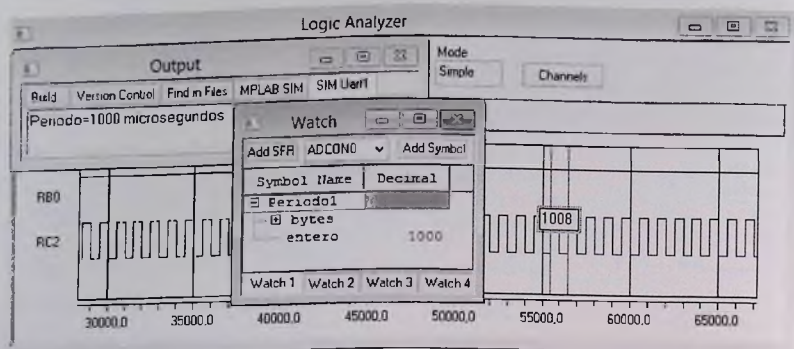 Logic Analyzer
Output
Build Version Control Find in Files MPLAB SIM SIM Uart1
Periodo=1000 microsegundos
Mode
Simple
Channels
Watch
Add SFR ADCON0 Add Symbol
Symbol Name Decimal
Periodo1
bytes
entero 1000
Watch 1 Watch 2 Watch 3 Watch 4
RB0
RC2
1008
30000,0 35000,0 40000,0 45000,0 50000,0 55000,0 60000,0 65000,0